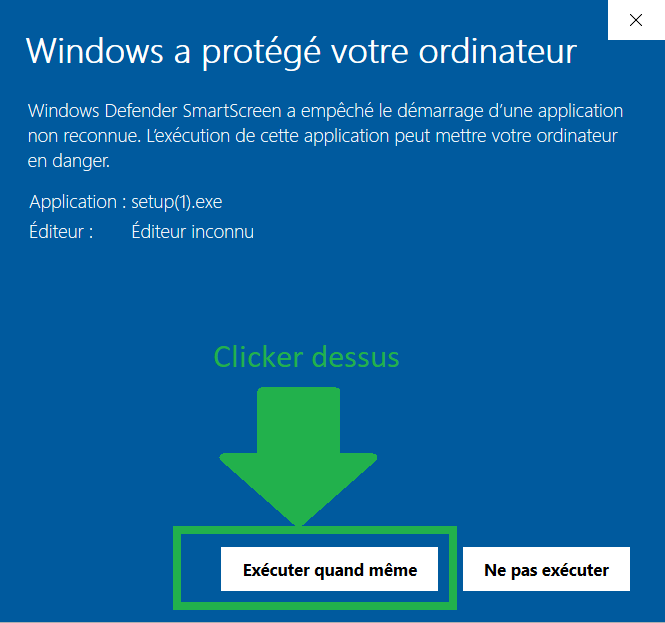 Windows a protégé votre ordinateur
Windows Defender SmartScreen a empêché le démarrage d’une application
non reconnue. L’exécution de cette application peut mettre votre ordinateur
en danger.
Application : setup(1).exe
Éditeur : Éditeur inconnu
Clicker dessus
Exécuter quand même
Ne pas exécuter